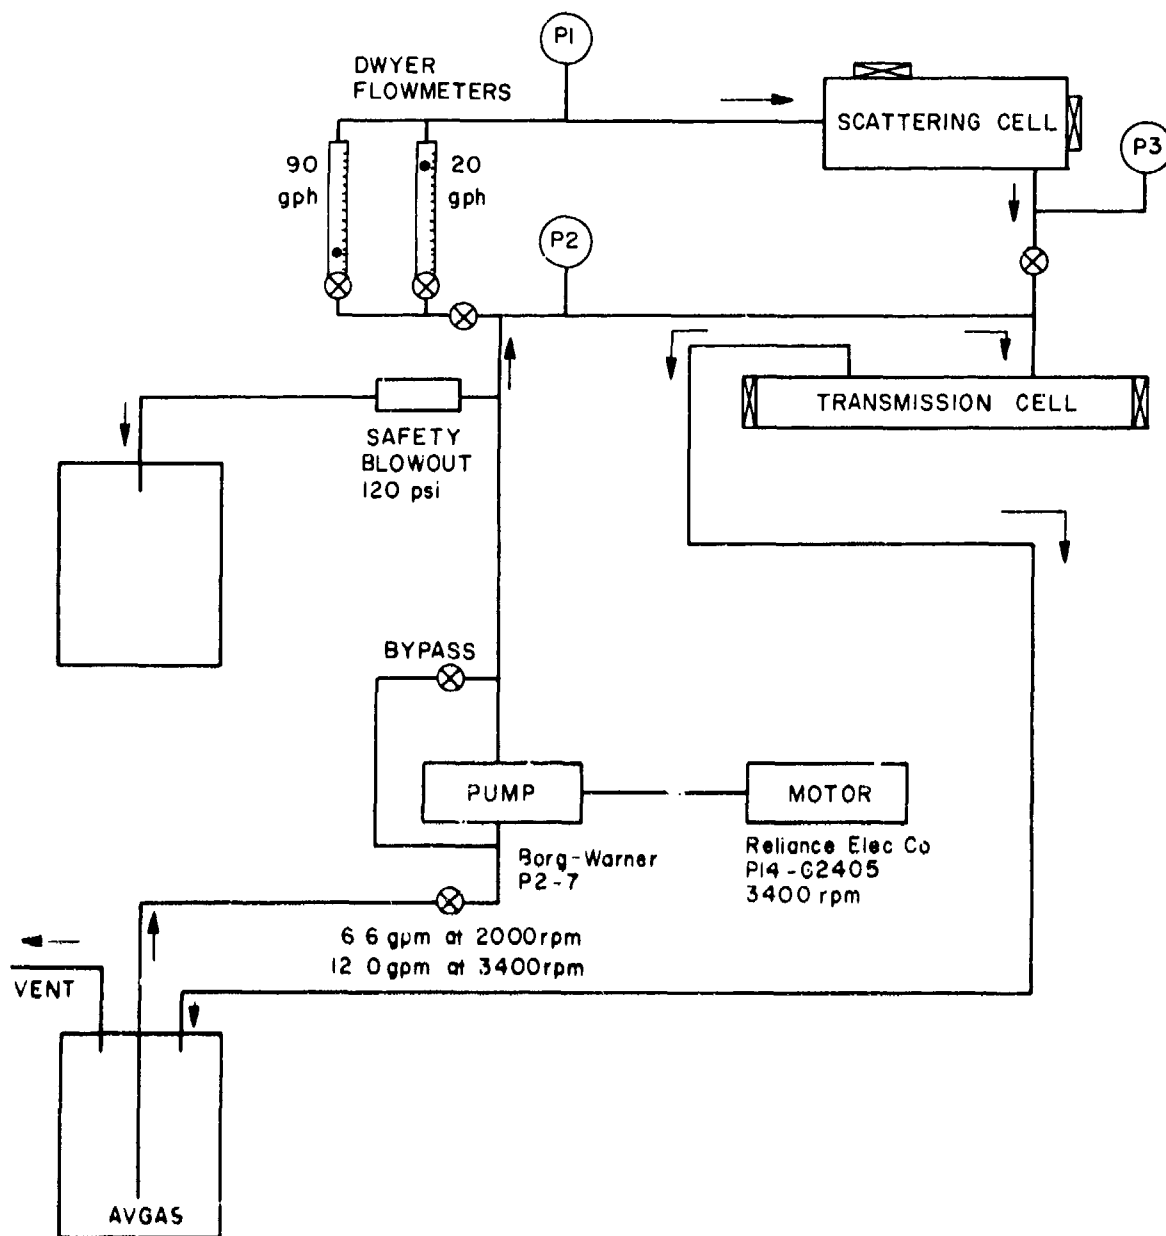 P1
DWYER
FLOWMETERS
SCATTERING CELL
P3
90
gph
20
gph
P2
TRANSMISSION CELL
SAFETY
BLOWOUT
120 psi
BYPASS
PUMP
MOTOR
Borg-Warner
P2-7
Reliance Elec Co
P14-G2405
3400 rpm
6 6 gpm at 2000 rpm
12 0 gpm at 3400 rpm
VENT
AVGAS